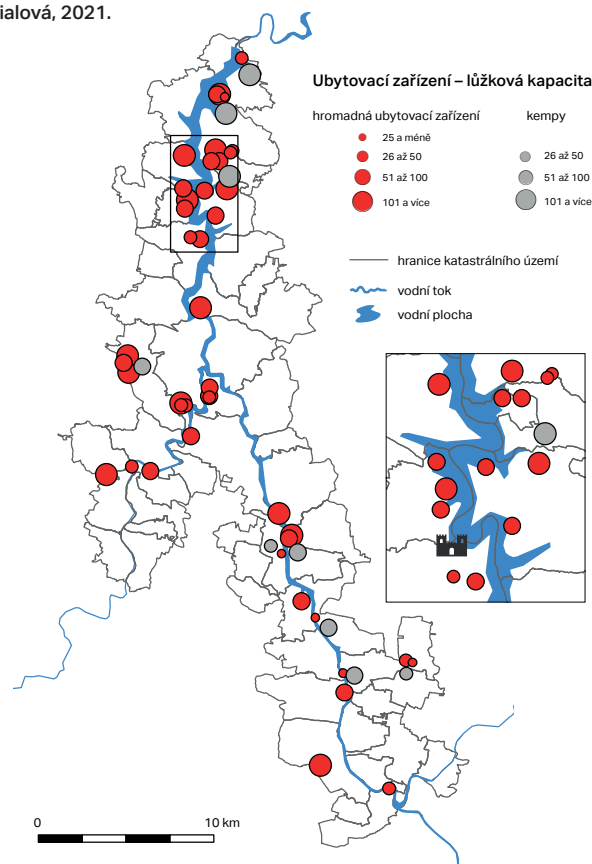 ialová, 2021.
Ubytovací zařízení – lůžková kapacita
hromadná ubytovací zařízení
kempy
25 a méně
26 až 50
51 až 100
101 a více
26 až 50
51 až 100
101 a více
hranice katastrálního území
vodní tok
vodní plocha
0
10 km